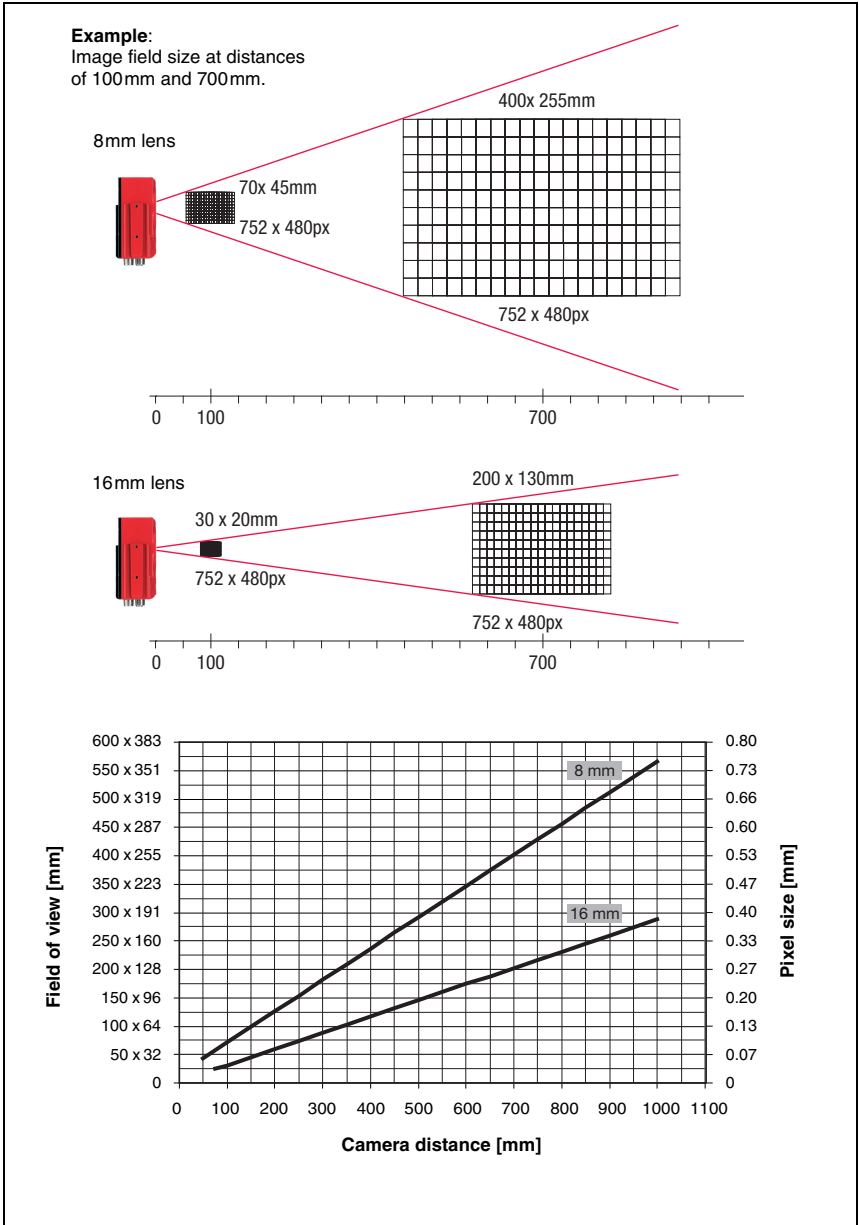 Example:
Image field size at distances
of 100mm and 700mm.
400x 255mm
8mm lens
70x 45mm
752 x 480px
752 x 480px
0 100 700
200 x 130mm
16mm lens
30 x 20mm
752 x 480px
752 x 480px
0 100 700
600 x 383 0.80
550 x 351 8 mm 0.73
500 x 319 0.66
450 x 287 0.60
400 x 255 0.53
350 x 223 0.47
300 x 191 16 mm 0.40
250 x 160 0.33
200 x 128 0.27
150 x 96 0.20
100 x 64 0.13
50 x 32 0.07
0 0
Field of view [mm]
Pixel size [mm]
0 100 200 300 400 500 600 700 800 900 1000 1100
Camera distance [mm]